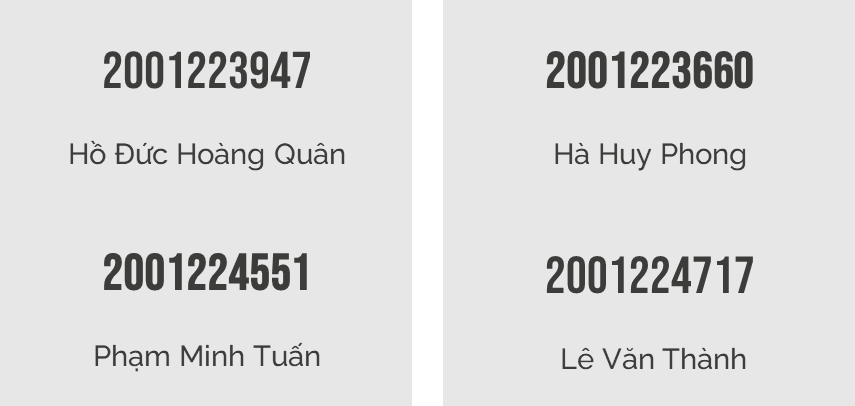 2001223947
Hồ Đức Hoàng Quân
2001224551
Phạm Minh Tuấn
2001223660
Hà Huy Phong
2001224717
Lê Văn Thành